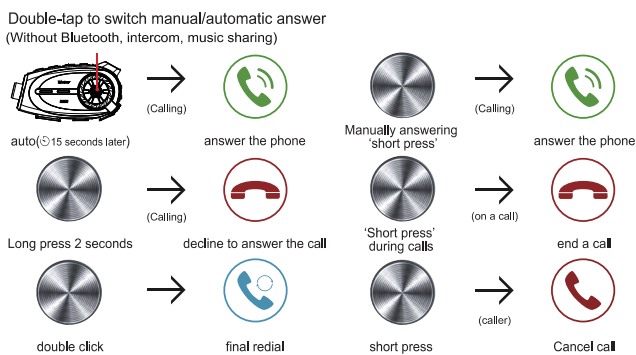 Double-tap to switch manual/automatic answer
(Without Bluetooth, intercom, music sharing)
(Calling)
(Calling)
auto(15 seconds later)
answer the phone
Manually answering
'short press'
answer the phone
(Calling)
(on a call)
Long press 2 seconds
decline to answer the call
'Short press'
during calls
end a call
(caller)
double click
final redial
short press
Cancel call